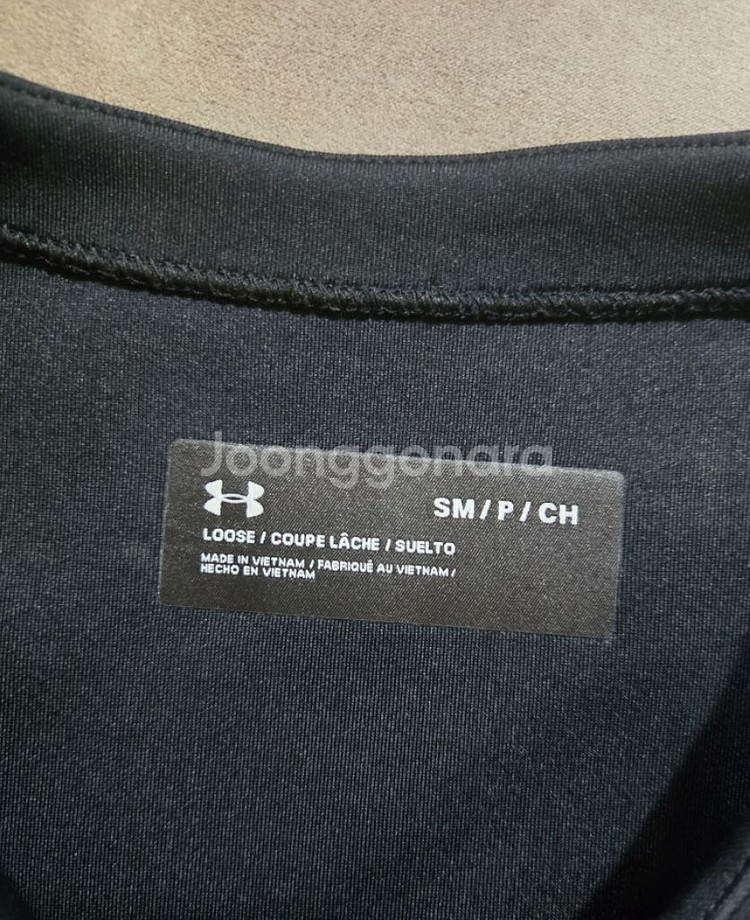 Joonggonara
SM / P / CH
LOOSE / COUPE LÂCHE / SUELTO
MADE IN VIETNAM / FABRIQUÉ AU VIETNAM /
HECHO EN VIETNAM